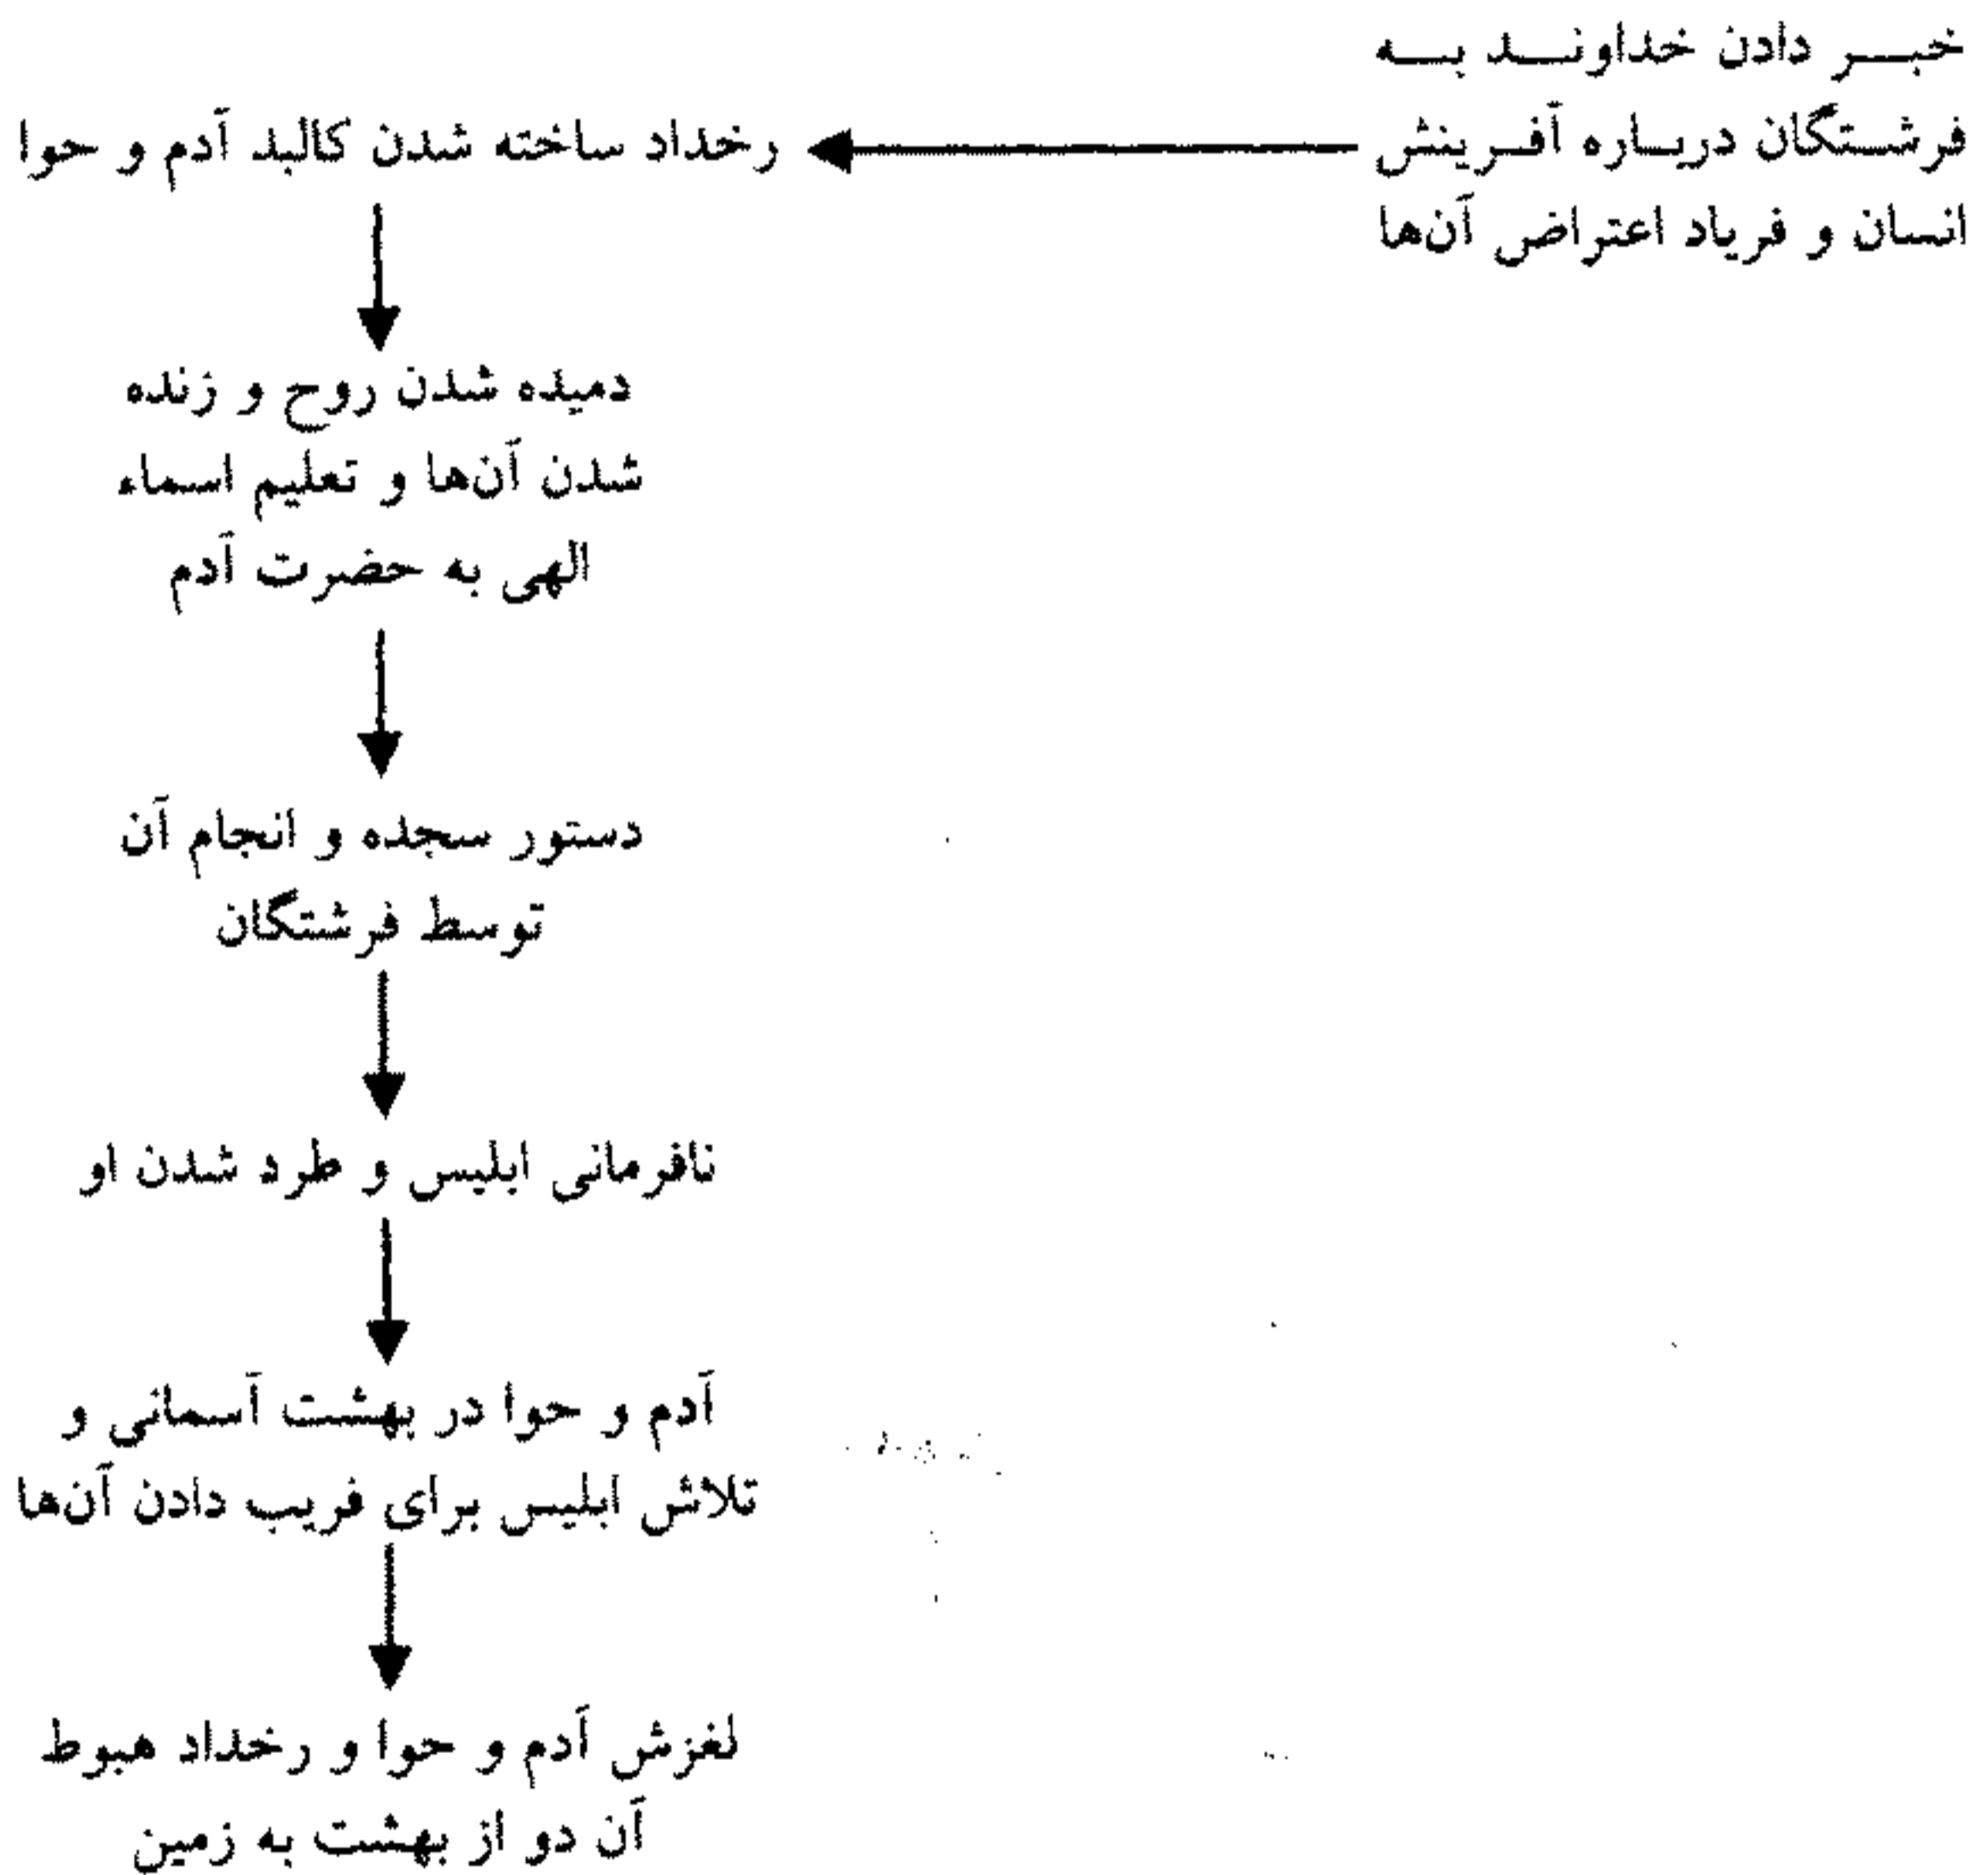 خبر دادن خداوند به
فرشتگان درباره آفرینش
انسان و فریاد اعتراض آن‌ها
رخداد ساخته شدن کالبد آدم و حوا
دمیده شدن روح و زنده
شدن آن‌ها و تعلیم اسماء
الهی به حضرت آدم
دستور سجده و انجام آن
توسط فرشتگان
نافرمانی ابلیس و طرد شدن او
آدم و حوا در بهشت آسمانی و
تلاش ابلیس برای فریب دادن آن‌ها
لغزش آدم و حوا و رخداد هبوط
آن دو از بهشت به زمین